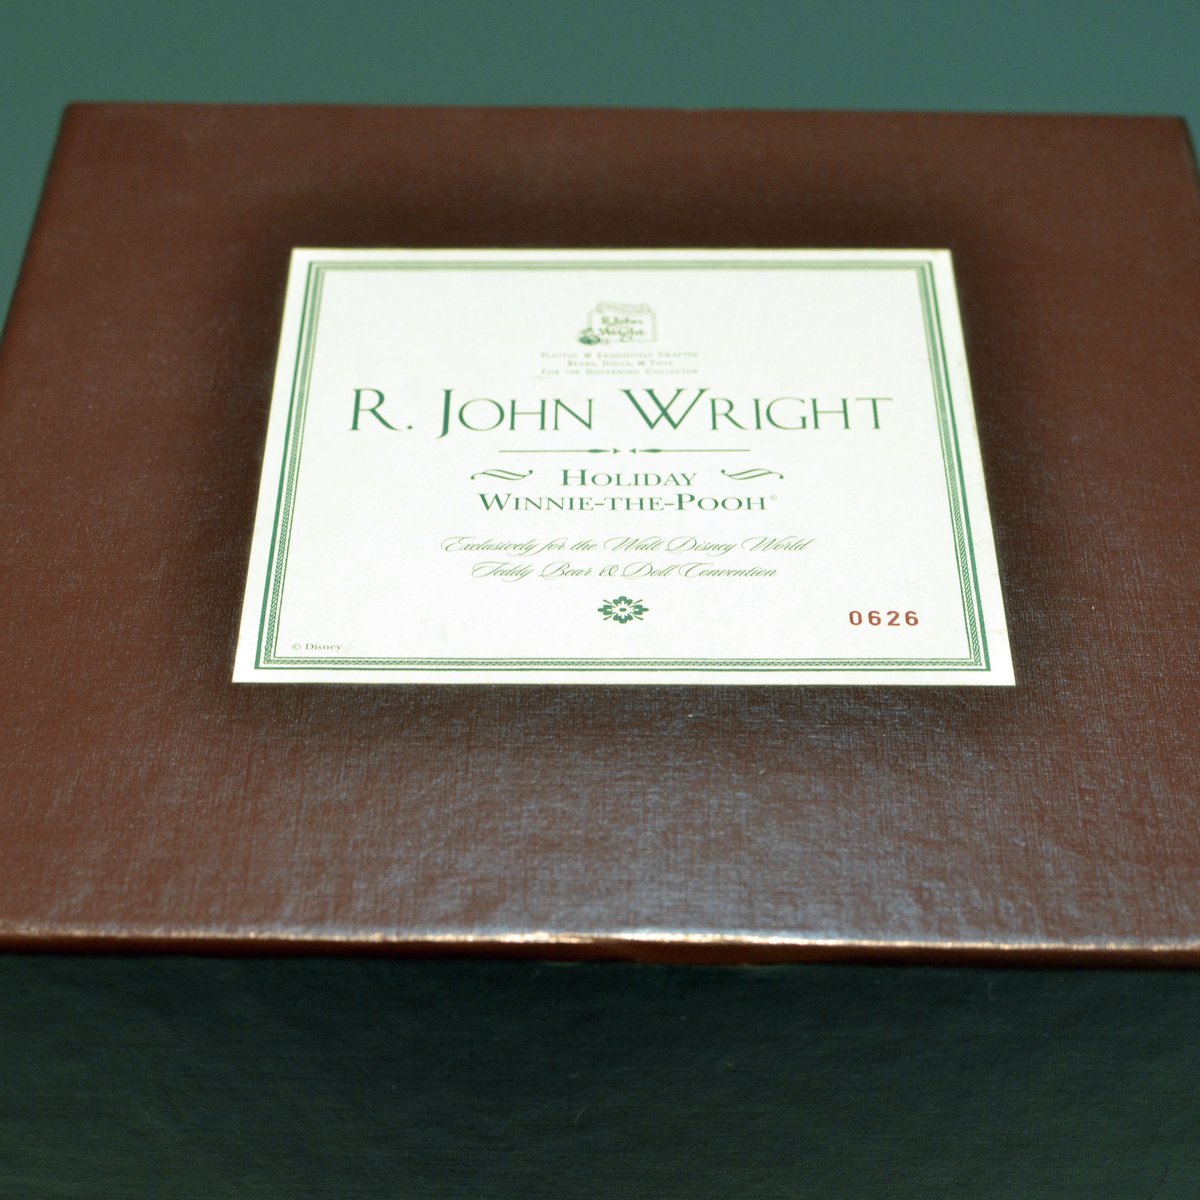 R. John
Wright
Playful & Exquisitely Crafted
Bears, Dolls, & Toys
For the Discerning Collector
R. JOHN WRIGHT
HOLIDAY
WINNIE-THE-POOH©
Exclusively for the Walt Disney World
Teddy Bear & Doll Convention
0626
© Disney